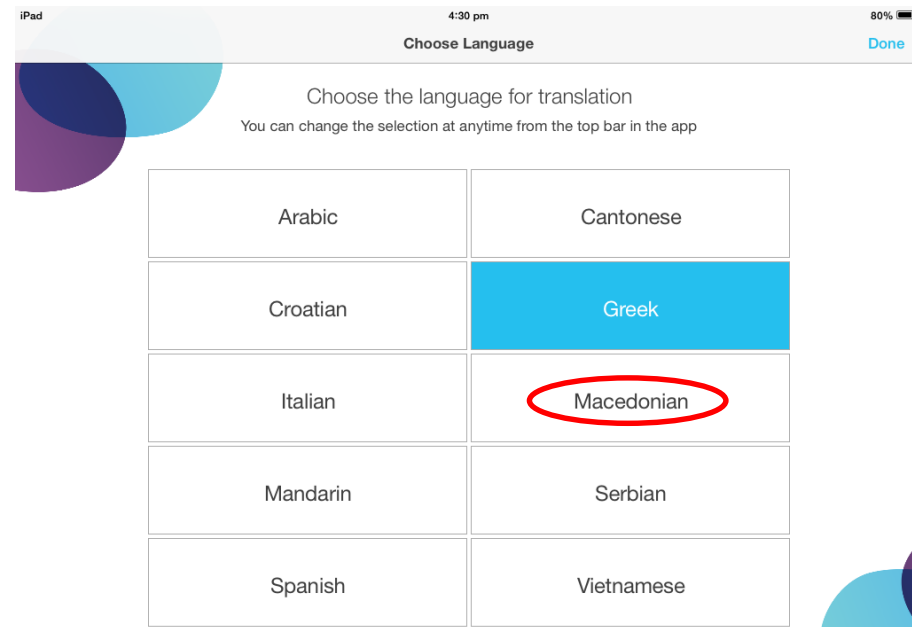 iPad 4:30 pm 80%
Choose Language Done
Choose the language for translation
You can change the selection at anytime from the top bar in the app
Arabic Cantonese
Croatian Greek
Italian Macedonian
Mandarin Serbian
Spanish Vietnamese